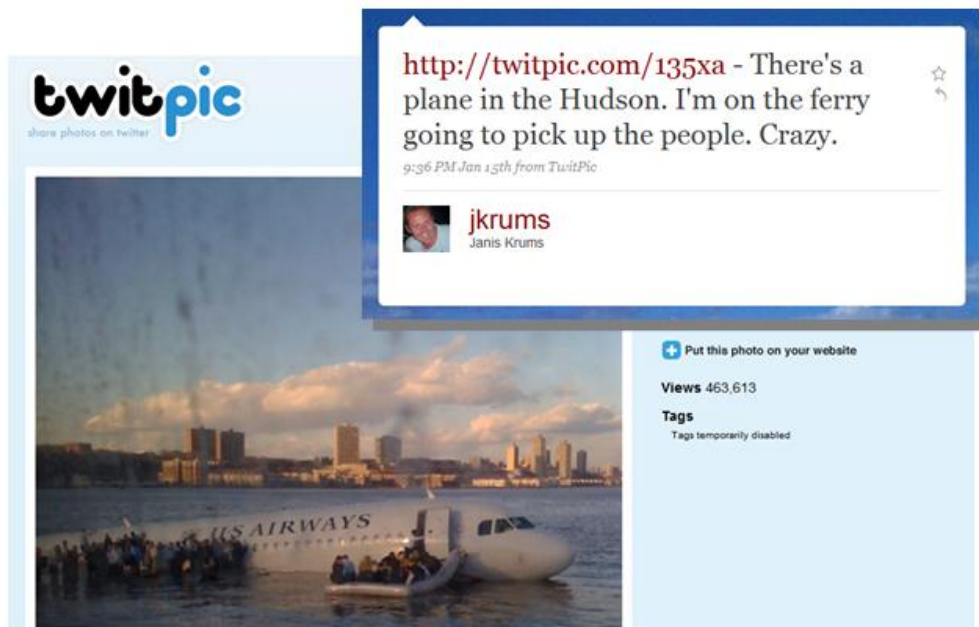 twitpic
share photos on twitter
http://twitpic.com/135xa - There's a
plane in the Hudson. I'm on the ferry
going to pick up the people. Crazy.
9:36 PM Jan 15th from TwitPic
jkrums
Janis Krums
Put this photo on your website
Views 463,613
Tags
Tags temporarily disabled
US AIRWAYS